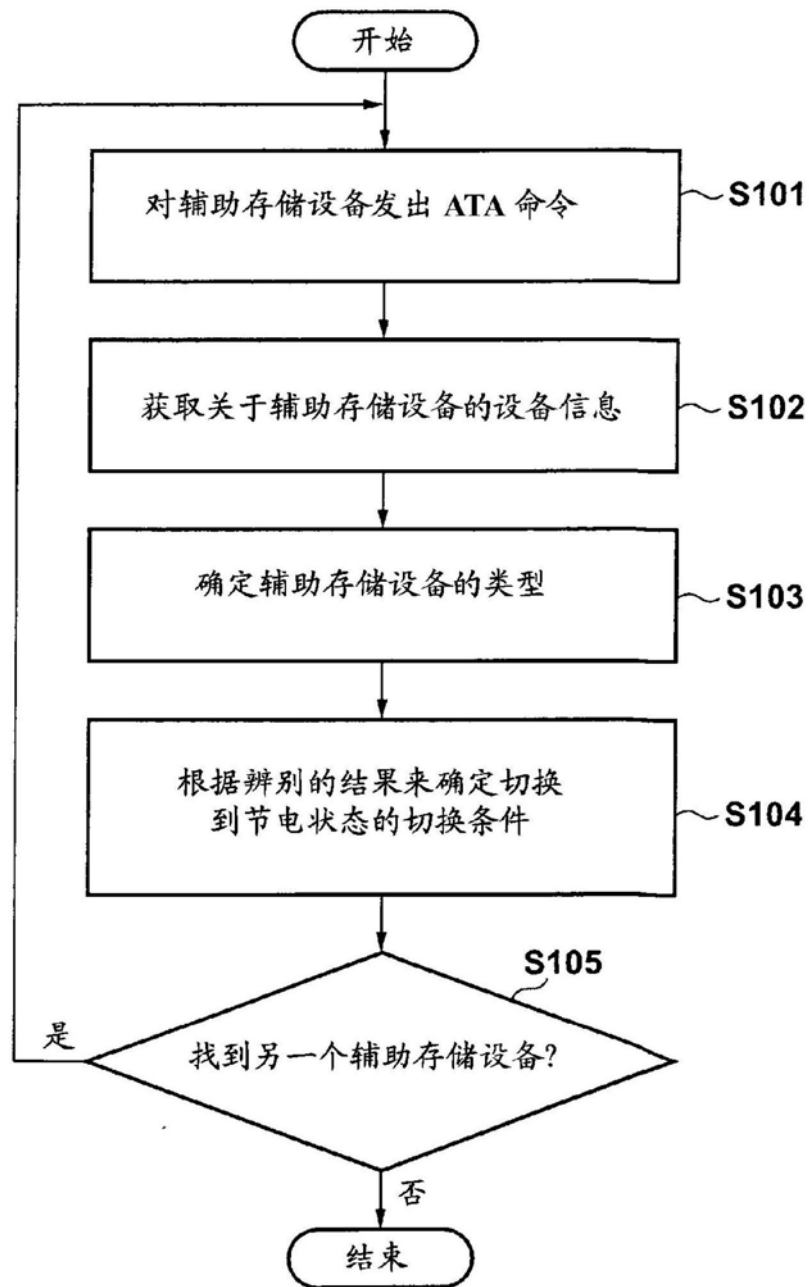 开始
对辅助存储设备发出 ATA 命令
S101
获取关于辅助存储设备的设备信息
S102
确定辅助存储设备的类型
S103
根据辨别的结果来确定切换
到节电状态的切换条件
S104
S105
是
找到另一个辅助存储设备?
否
结束